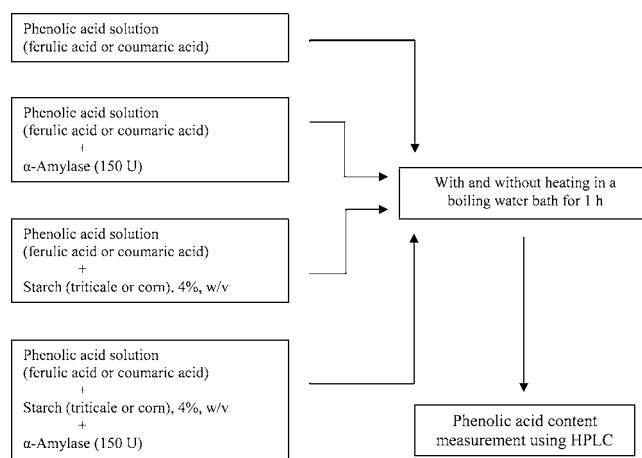 Phenolic acid solution
(ferulic acid or coumaric acid)
Phenolic acid solution
(ferulic acid or coumaric acid)
+
α-Amylase (150 U)
Phenolic acid solution
(ferulic acid or coumaric acid)
+
Starch (triticale or corn), 4%, w/v
Phenolic acid solution
(ferulic acid or coumaric acid)
+
Starch (triticale or corn), 4%, w/v
+
α-Amylase (150 U)
With and without heating in a
boiling water bath for 1 h
Phenolic acid content
measurement using HPLC